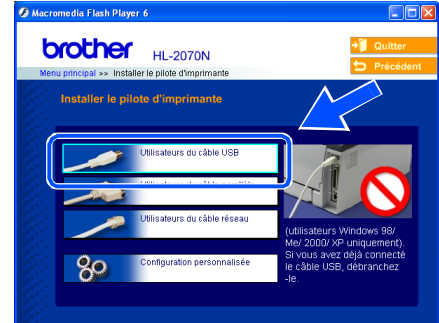 Macromedia Flash Player 6
brother
HL-2070N
Quitter
Précédent
Menu principal >> Installer le pilote d'imprimante
Installer le pilote d'imprimante
Utilisateurs du câble USB
Utilisateurs du câble réseau
Configuration personnalisée
(utilisateurs Windows 98/
Me/ 2000/ XP uniquement).
Si vous avez déjà connecté
le câble USB, débranchez
-le.